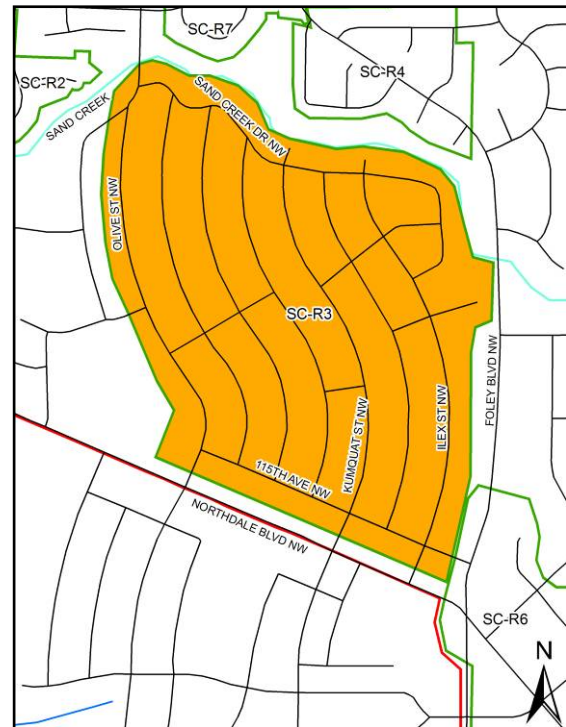 SC-R7
SC-R2
SC-R4
SAND CREEK
SAND CREEK DR NW
OLIVE ST NW
SC-R3
FOLEY BLVD NW
ILEX ST NW
KUMQUAT ST NW
115TH AVE NW
NORTHDALE BLVD NW
SC-R6
N